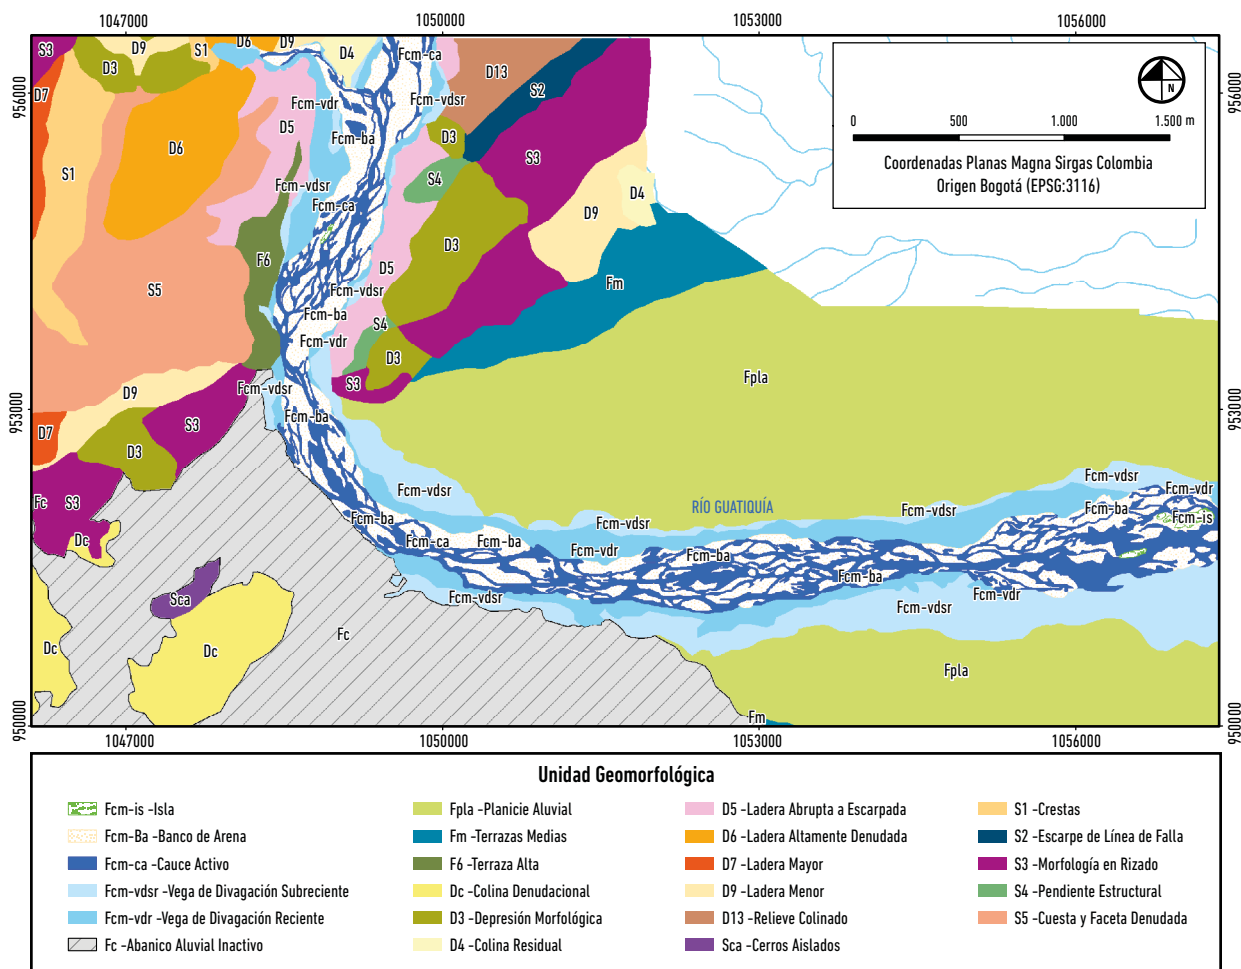 1047000 1050000 1053000 1056000
956000
953000
950000
956000
953000
950000
S3 D9 S1 D6 D9 D4 Fcm-ca
D3 D13
D7 Fcm-vdr Fcm-vdsr S2
D5 Fcm-ba D3
D6 S3
S1 Fcm-vdsr S4 D4
Fcm-ca D9
D3
F6 D5
S5 Fcm-vdsr Fm
Fcm-ba
S4
Fcm-vdr
D3
Fpla
D9 Fcm-vdsr S3
Fcm-ba
S3
D7
D3
Fc S3 Fcm-vdsr RÍO GUATIQUÍA Fcm-vdsr Fcm-ba Fcm-vdr
Fcm-ba Fcm-vdsr Fcm-is
Dc Fcm-ca Fcm-ba Fcm-vdr Fcm-ba
Fcm-ba
Sca Fcm-vdsr Fcm-vdr
Fcm-vdsr
Fc
Dc Dc
Fpla
Fm
N
0 500 1.000 1.500 m
Coordenadas Planas Magna Sirgas Colombia
Origen Bogotá (EPSG:3116)
1047000 1050000 1053000 1056000
Unidad Geomorfológica
Fcm-is -Isla
Fcm-Ba -Banco de Arena
Fcm-ca -Cauce Activo
Fcm-vdsr -Vega de Divagación Subreciente
Fcm-vdr -Vega de Divagación Reciente
Fc -Abanico Aluvial Inactivo
Fpla -Planicie Aluvial
Fm -Terrazas Medias
F6 -Terraza Alta
Dc -Colina Denudacional
D3 -Depresión Morfológica
D4 -Colina Residual
D5 -Ladera Abrupta a Escarpada
D6 -Ladera Altamente Denudada
D7 -Ladera Mayor
D9 -Ladera Menor
D13 -Relieve Colinado
Sca -Cerros Aislados
S1 -Crestas
S2 -Escarpe de Línea de Falla
S3 -Morfología en Rizado
S4 -Pendiente Estructural
S5 -Cuesta y Faceta Denudada